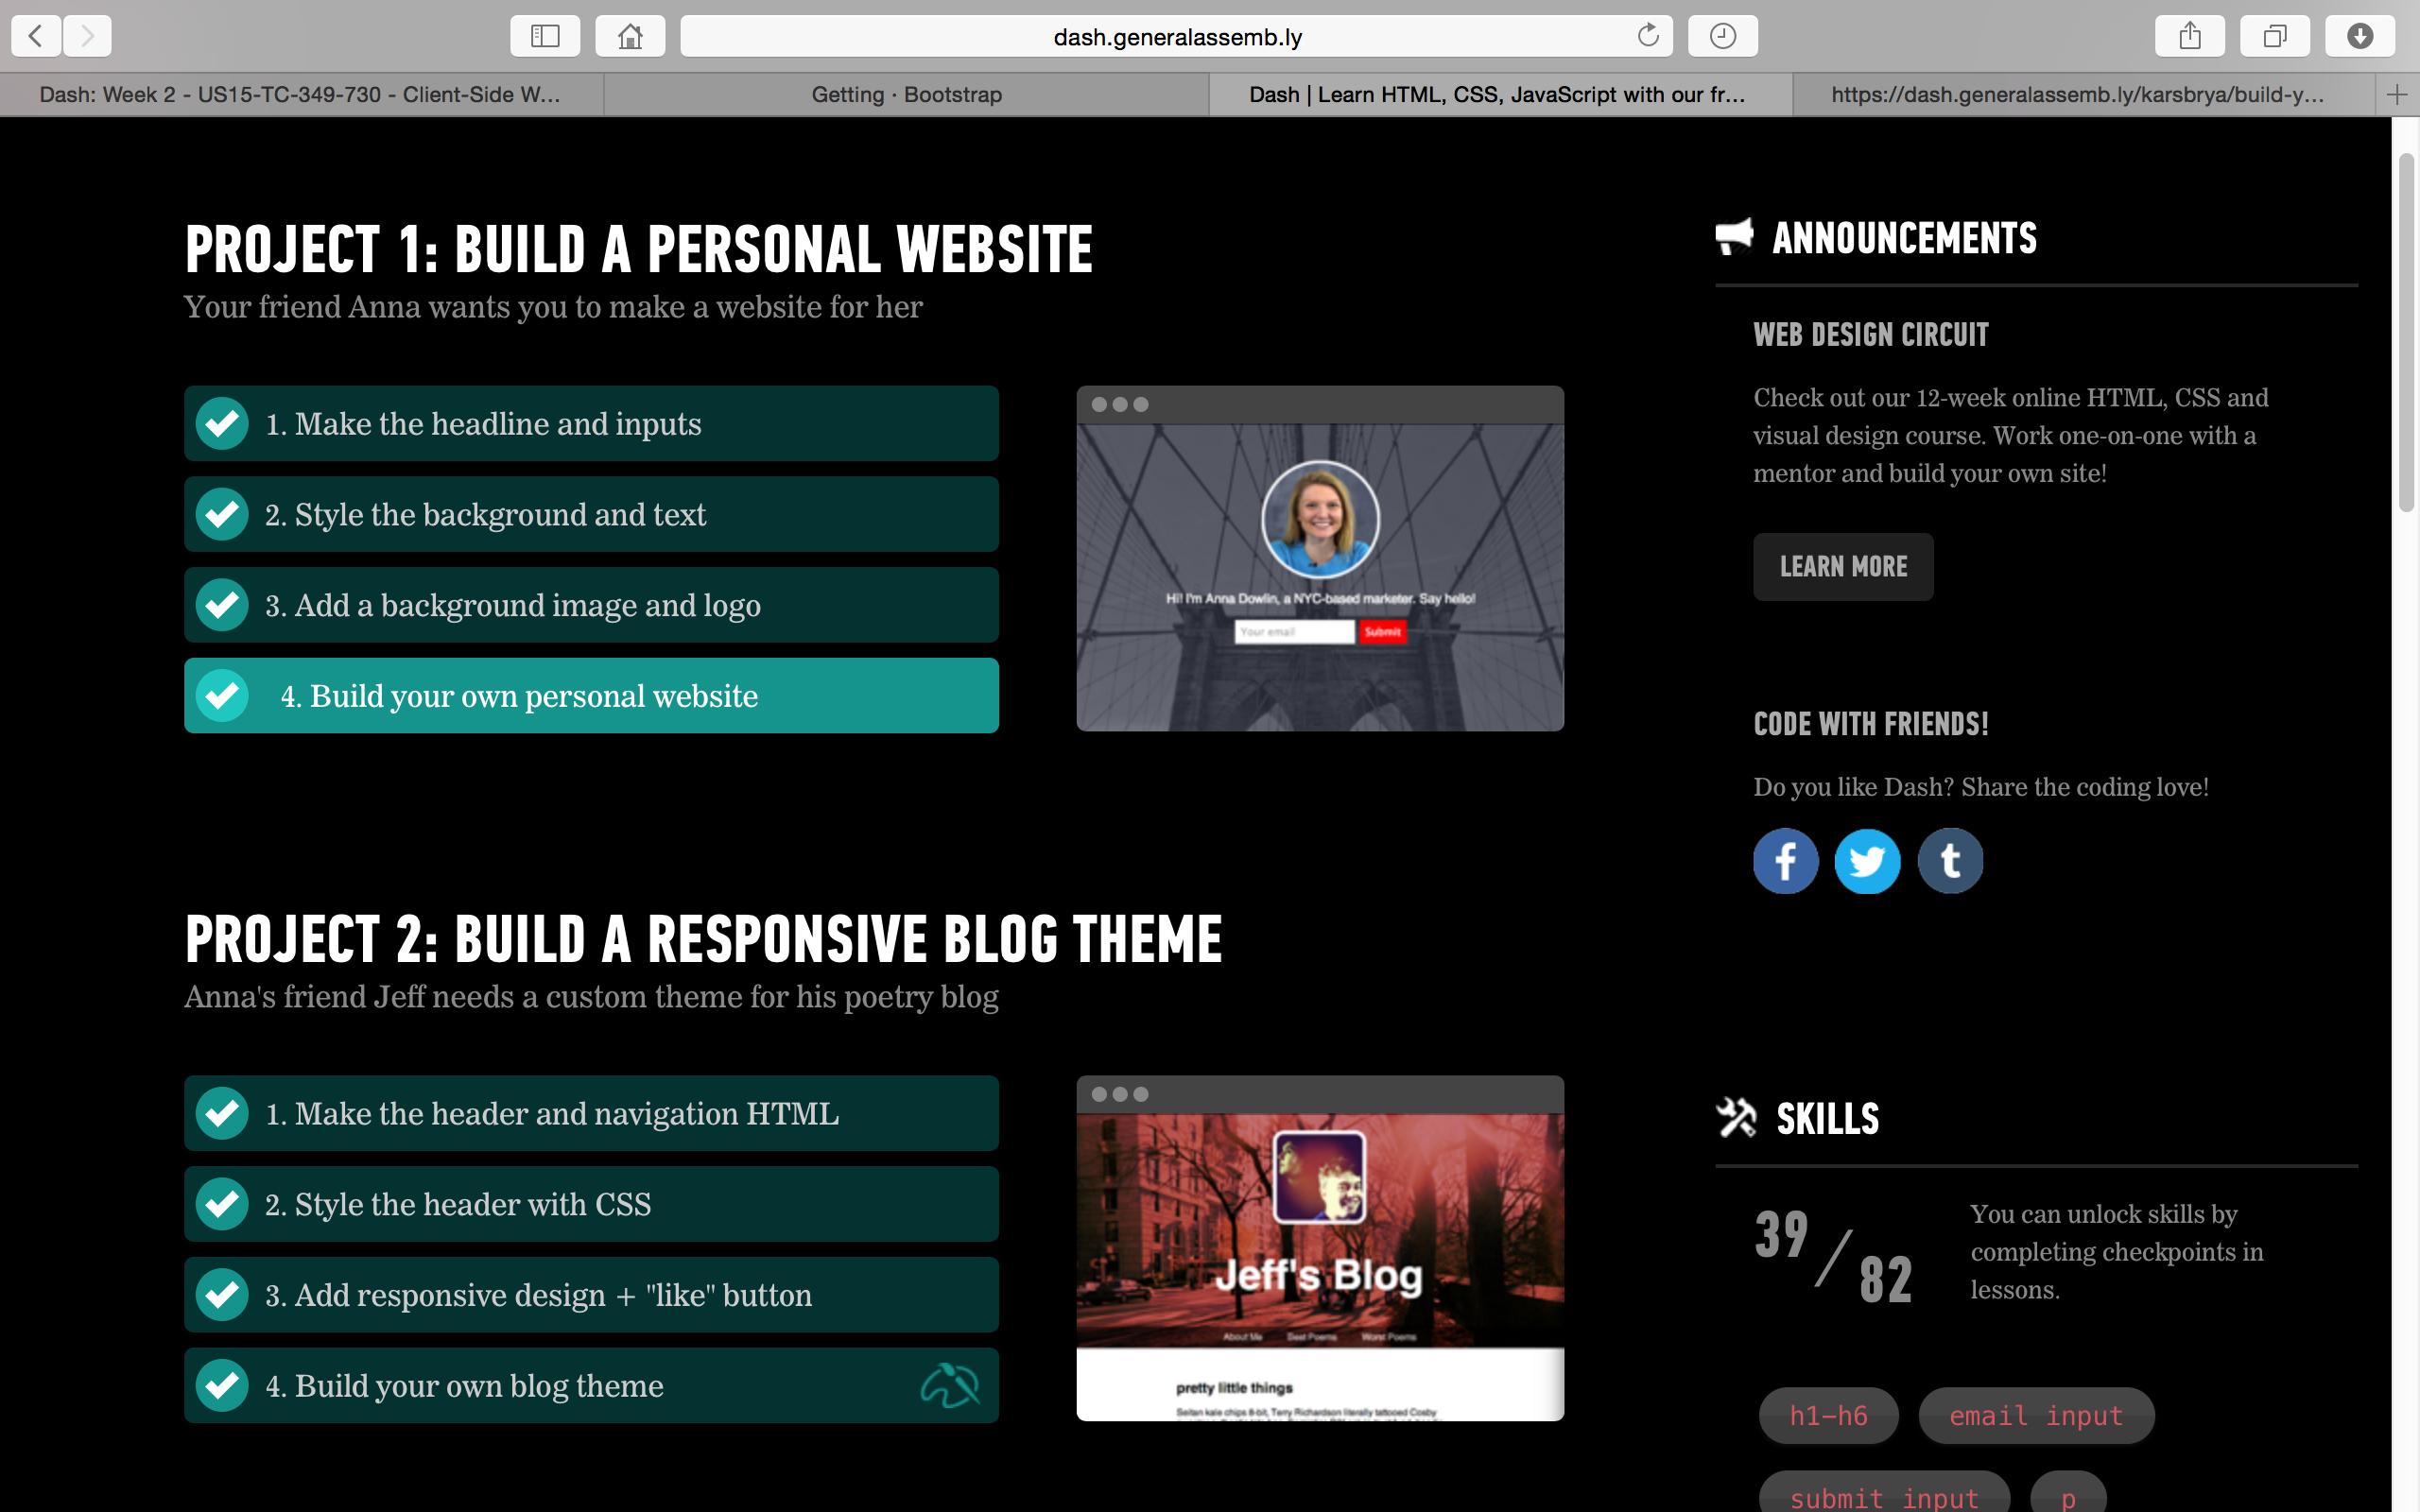 dash.generalassemb.ly
Dash: Week 2 - US15-TC-349-730 - Client-Side W...
Getting · Bootstrap
Dash | Learn HTML, CSS, JavaScript with our fr...
https://dash.generalassemb.ly/karsbrya/build-y...
PROJECT 1: BUILD A PERSONAL WEBSITE
Your friend Anna wants you to make a website for her
1. Make the headline and inputs
2. Style the background and text
3. Add a background image and logo
4. Build your own personal website
Hi! I'm Anna Dowlin, a NYC-based marketer. Say hello!
Your email
Submit
PROJECT 2: BUILD A RESPONSIVE BLOG THEME
Anna's friend Jeff needs a custom theme for his poetry blog
1. Make the header and navigation HTML
2. Style the header with CSS
3. Add responsive design + "like" button
4. Build your own blog theme
Jeff's Blog
About Me Best Poems Worst Poems
pretty little things
Seitan kale chips 8-bit, Terry Richardson literally tattooed Cosby
ANNOUNCEMENTS
WEB DESIGN CIRCUIT
Check out our 12-week online HTML, CSS and
visual design course. Work one-on-one with a
mentor and build your own site!
LEARN MORE
CODE WITH FRIENDS!
Do you like Dash? Share the coding love!
SKILLS
39/82
You can unlock skills by
completing checkpoints in
lessons.
h1–h6
email input
submit input
p